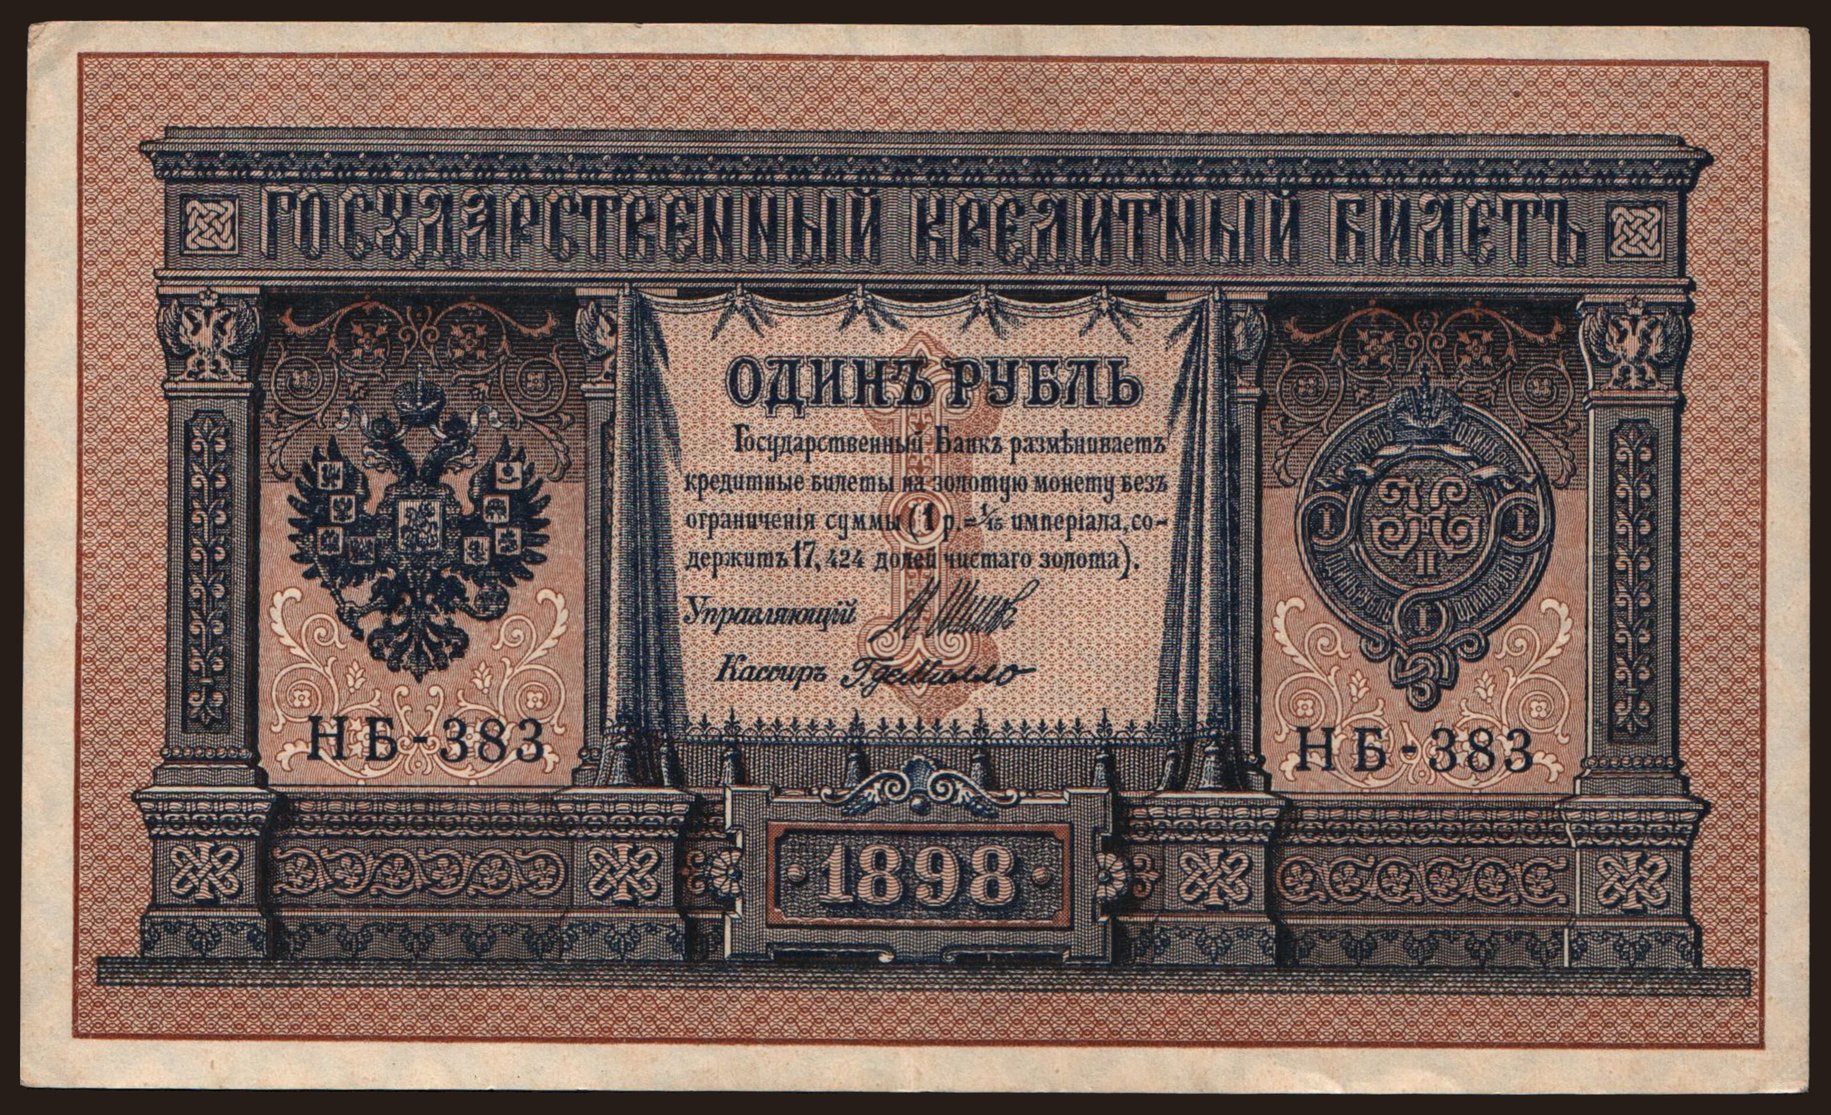 ГОСУДАРСТВЕННЫЙ КРЕДИТНЫЙ БИЛЕТЪ
ОДИНЪ РУБЛЬ
Государственный Банкъ размѣниваетъ
кредитные билеты на золотую монету безъ
ограниченія суммы (1 р.=1/15 имперіала, со-
держитъ 17,424 долей чистаго золота).
Управляющій
Кассиръ
НБ-383
НБ-383
1898